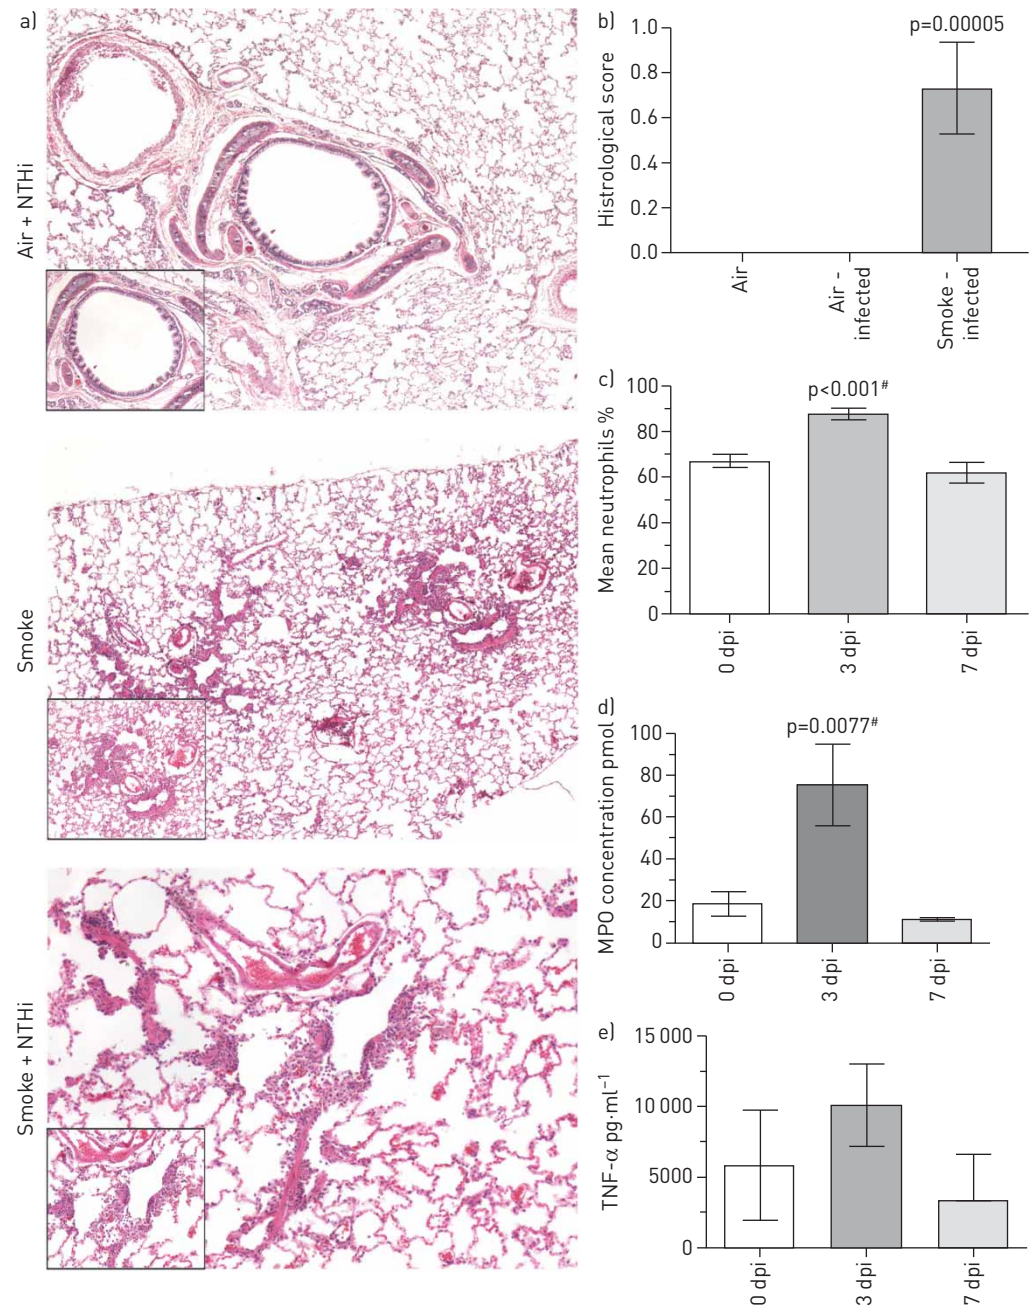 a)
Air + NTHi
Smoke
Smoke + NTHi
b)
p=0.00005
Histrological score
1.0
0.8
0.6
0.4
0.2
0.0
Air
Air -
infected
Smoke -
infected
c)
p<0.001#
Mean neutrophils %
100
80
60
40
20
0
0 dpi
3 dpi
7 dpi
d)
p=0.0077#
MPO concentration pmol
100
80
60
40
20
0
0 dpi
3 dpi
7 dpi
e)
TNF-α pg·ml⁻¹
15 000
10 000
5000
0
0 dpi
3 dpi
7 dpi